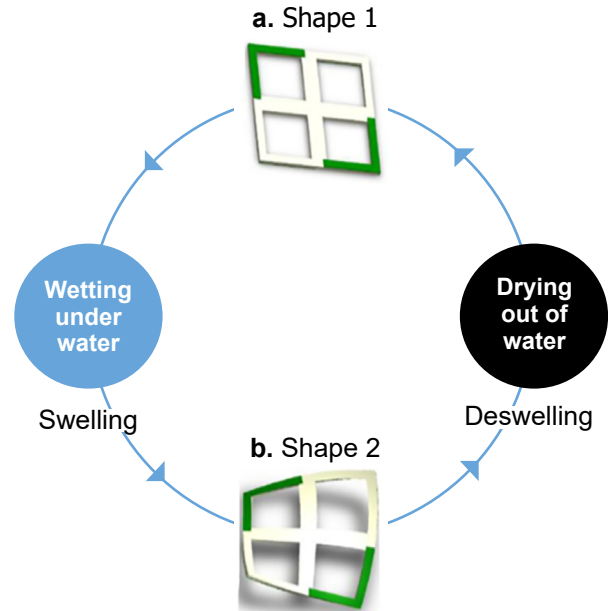 a. Shape 1
Wetting
under
water
Drying
out of
water
Swelling
Deswelling
b. Shape 2